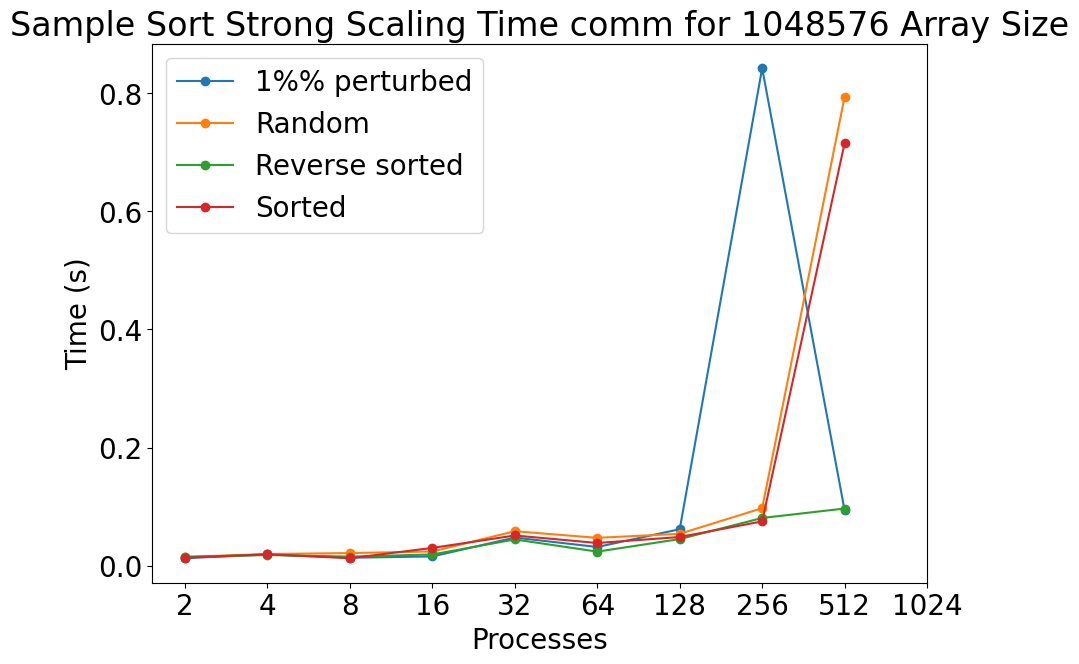 Sample Sort Strong Scaling Time comm for 1048576 Array Size
1%% perturbed
Random
Reverse sorted
Sorted
Time (s)
0.8
0.6
0.4
0.2
0.0
2 4 8 16 32 64 128 256 512 1024
Processes